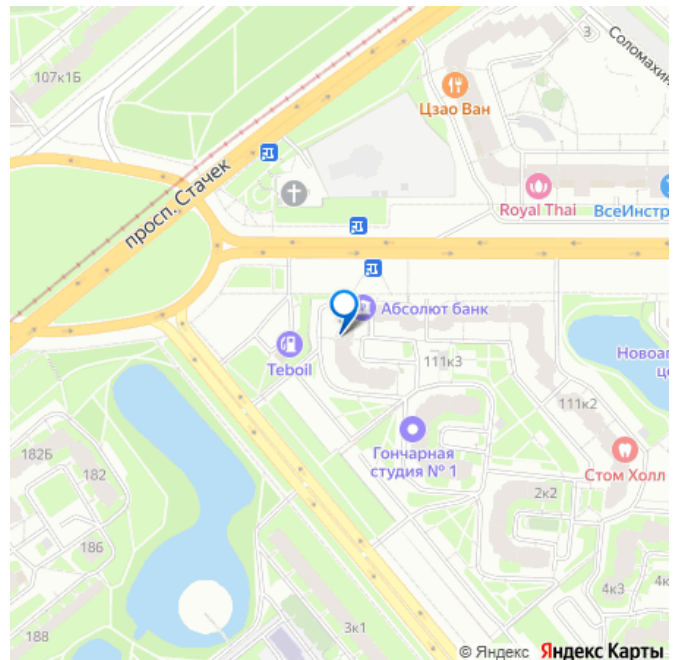 3
Соломахин
107к1Б
Цзао Ван
просп. Стачек
Royal Thai
ВсеИнстр
Абсолют банк
Teboil
111к3
Новоап
це
111к2
Гончарная
студия № 1
Стом Холл
182Б
182
2к2
186
4к3
4к
188
3к1
© Яндекс Яндекс Карты